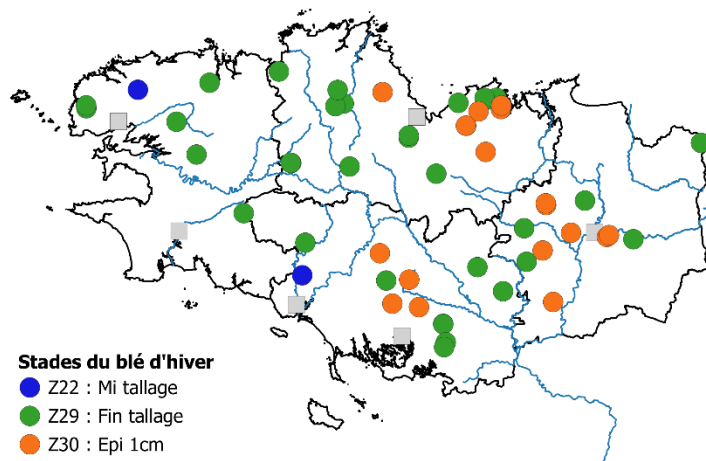 Stades du blé d'hiver
Z22 : Mi tallage
Z29 : Fin tallage
Z30 : Epi 1cm